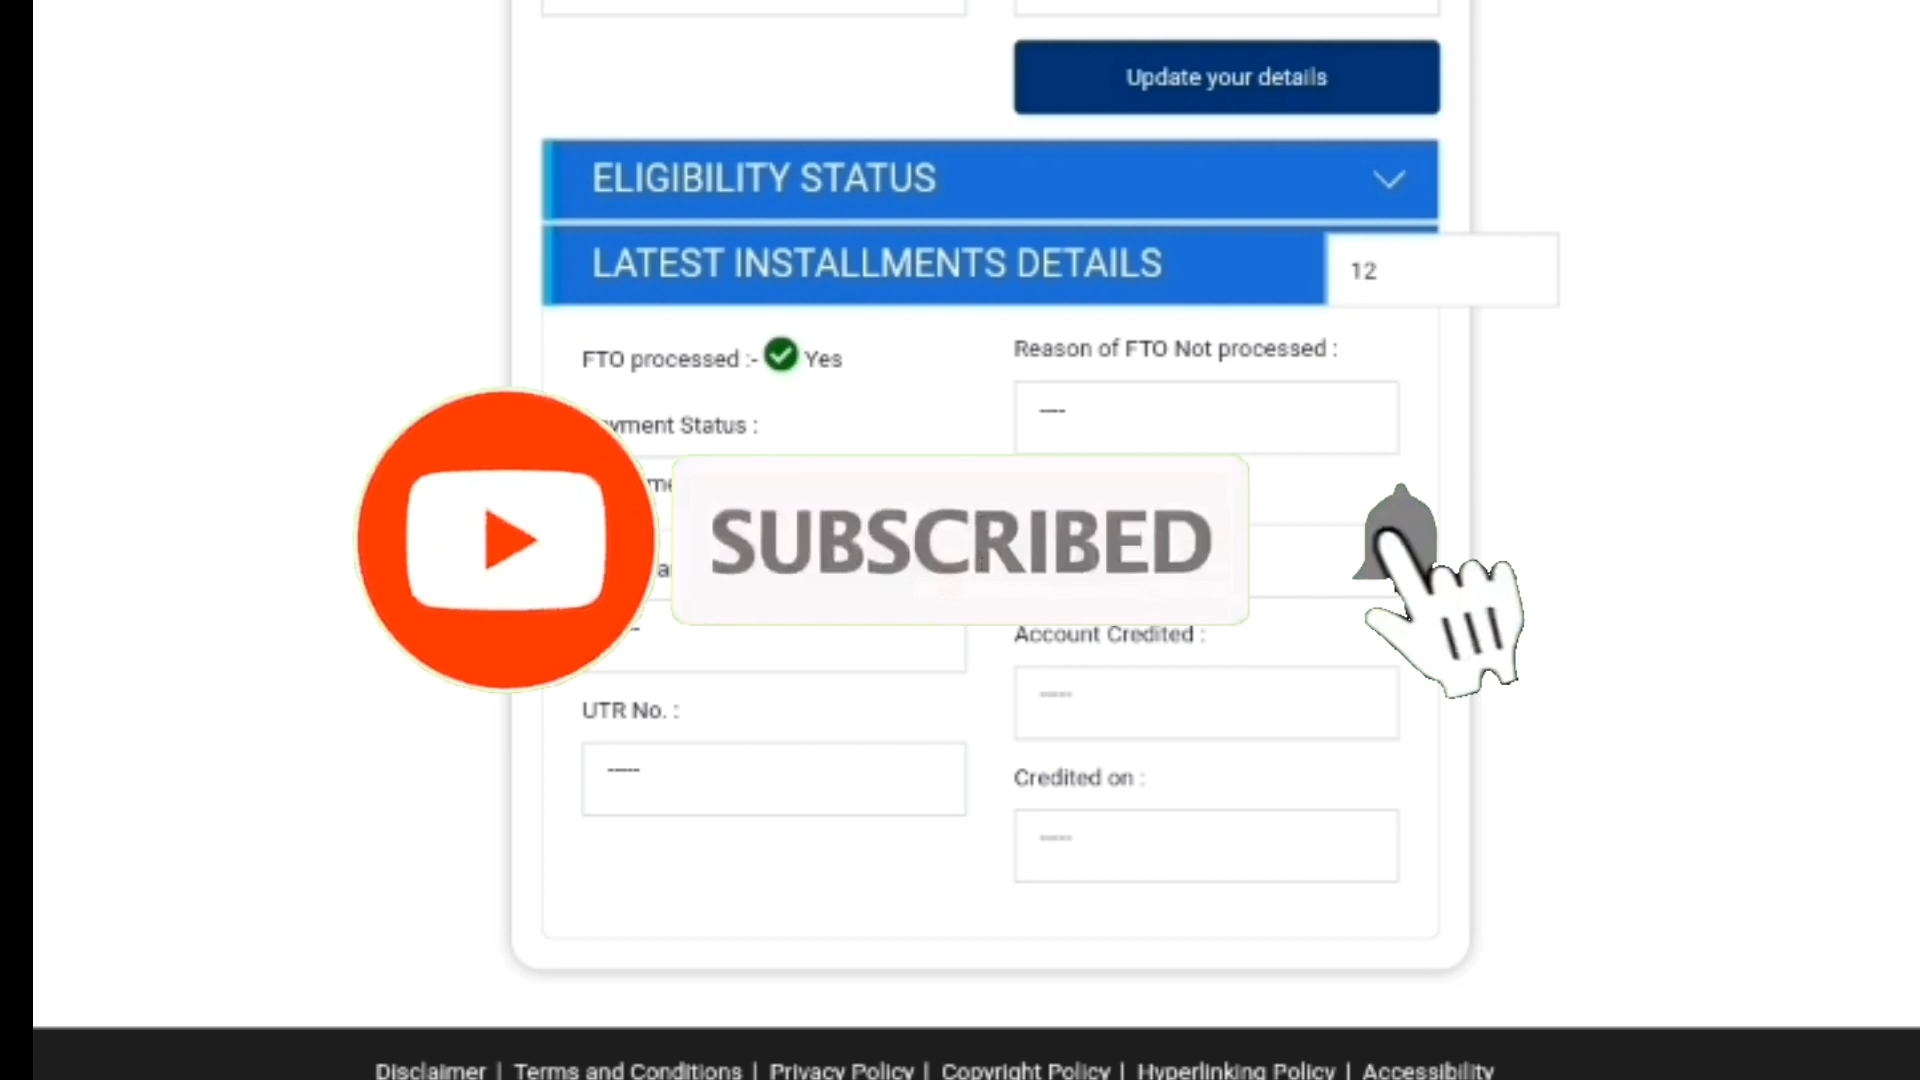 Update your details
ELIGIBILITY STATUS
LATEST INSTALLMENTS DETAILS
12
FTO processed :- Yes
Reason of FTO Not processed :
----
Status :
SUBSCRIBED
Account Credited :
-----
UTR No. :
-----
Credited on :
-----
Disclaimer | Terms and Conditions | Privacy Policy | Copyright Policy | Hyperlinking Policy | Accessibility